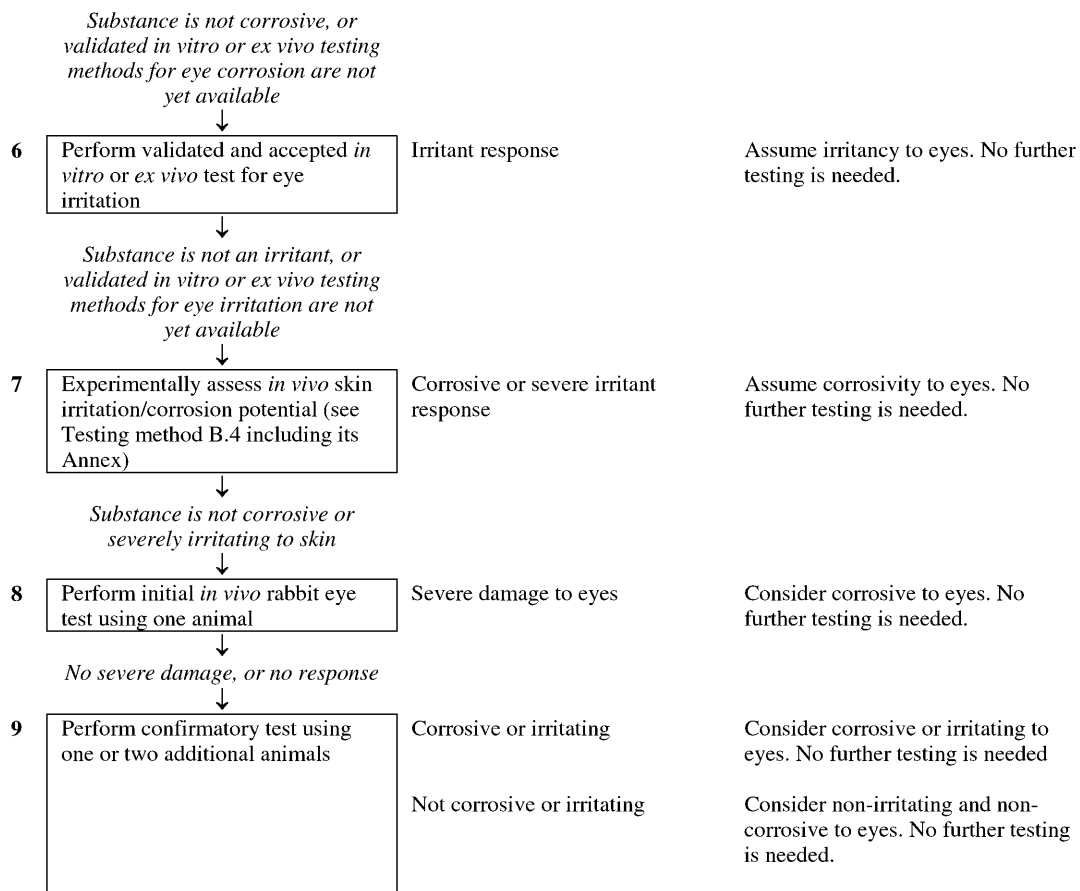 Substance is not corrosive, or
validated in vitro or ex vivo testing
methods for eye corrosion are not
yet available
↓
6 Perform validated and accepted in
vitro or ex vivo test for eye
irritation
Irritant response
Assume irritancy to eyes. No further
testing is needed.
↓
Substance is not an irritant, or
validated in vitro or ex vivo testing
methods for eye irritation are not
yet available
↓
7 Experimentally assess in vivo skin
irritation/corrosion potential (see
Testing method B.4 including its
Annex)
Corrosive or severe irritant
response
Assume corrosivity to eyes. No
further testing is needed.
↓
Substance is not corrosive or
severely irritating to skin
↓
8 Perform initial in vivo rabbit eye
test using one animal
Severe damage to eyes
Consider corrosive to eyes. No
further testing is needed.
↓
No severe damage, or no response
↓
9 Perform confirmatory test using
one or two additional animals
Corrosive or irritating
Consider corrosive or irritating to
eyes. No further testing is needed
Not corrosive or irritating
Consider non-irritating and non-
corrosive to eyes. No further testing
is needed.